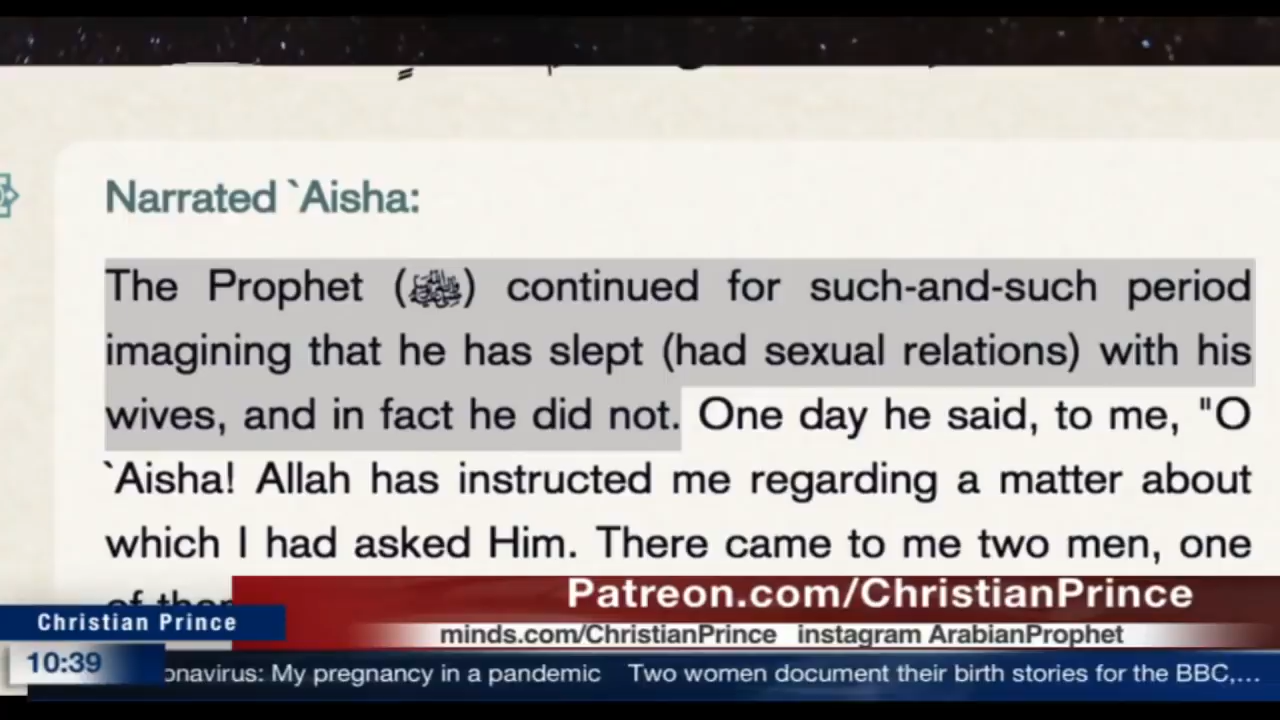 Narrated `Aisha:
The Prophet (ﷺ) continued for such-and-such period
imagining that he has slept (had sexual relations) with his
wives, and in fact he did not. One day he said, to me, "O
`Aisha! Allah has instructed me regarding a matter about
which I had asked Him. There came to me two men, one
Patreon.com/ChristianPrince
Christian Prince
minds.com/ChristianPrince instagram ArabianProphet
10:39
onavirus: My pregnancy in a pandemic Two women document their birth stories for the BBC,...